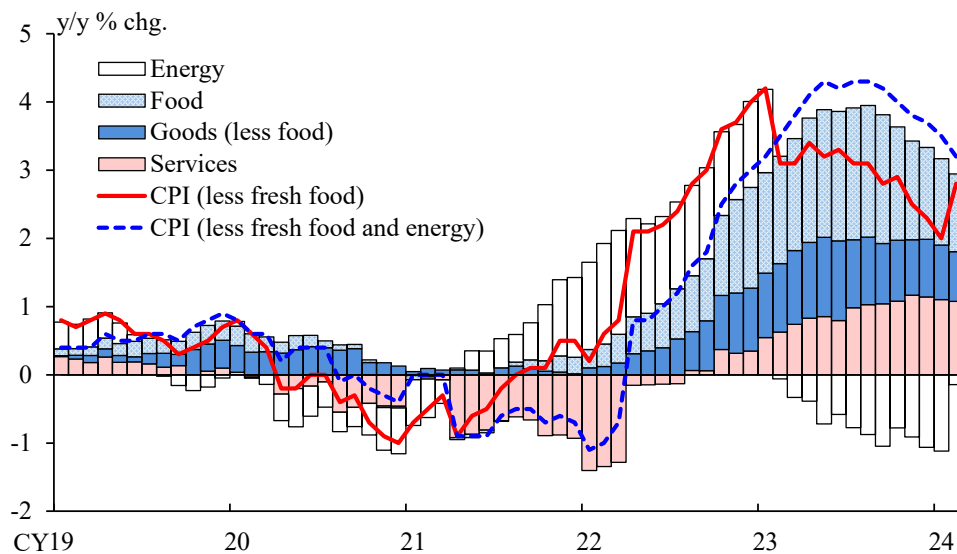 y/y % chg.
5
4
3
2
1
0
-1
-2
Energy
Food
Goods (less food)
Services
CPI (less fresh food)
CPI (less fresh food and energy)
CY19 20 21 22 23 24